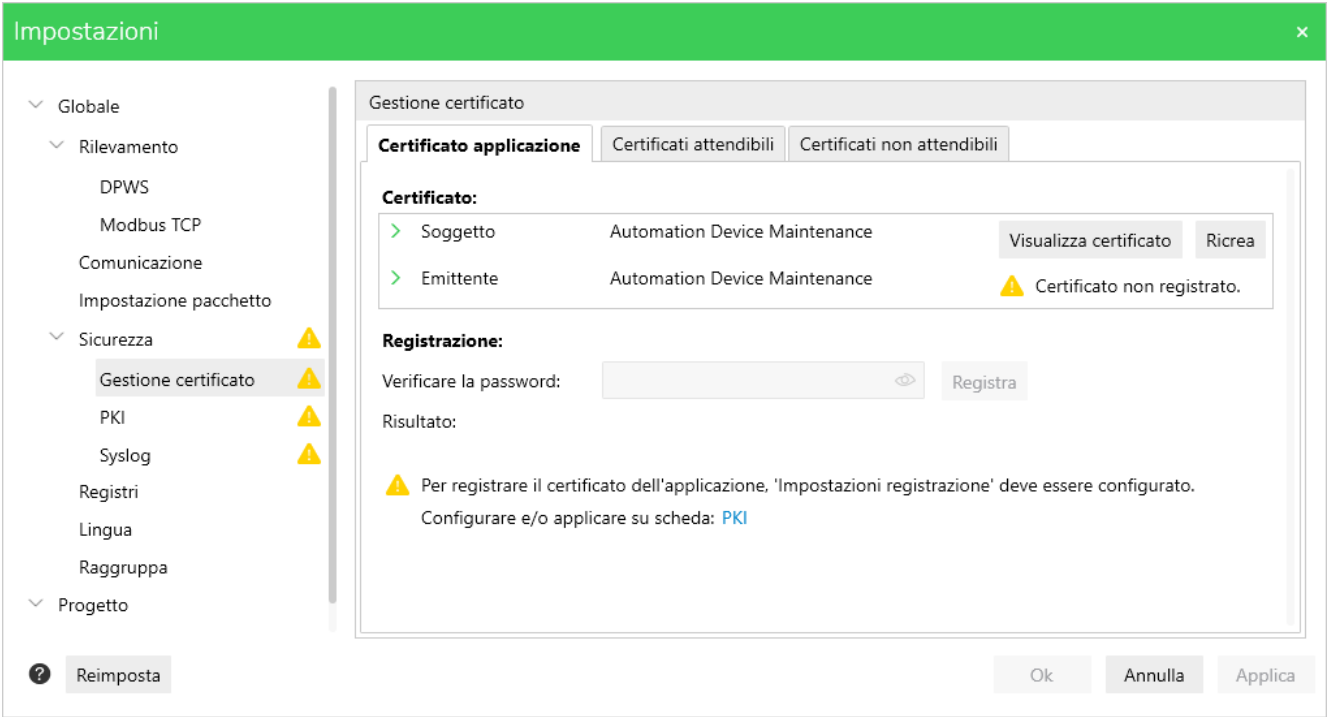 Impostazioni
Globale
Rilevamento
DPWS
Modbus TCP
Comunicazione
Impostazione pacchetto
Sicurezza
Gestione certificato
PKI
Syslog
Registri
Lingua
Raggruppa
Progetto
Gestione certificato
Certificato applicazione Certificati attendibili Certificati non attendibili
Certificato:
Soggetto Automation Device Maintenance Visualizza certificato Ricrea
Emittente Automation Device Maintenance Certificato non registrato.
Registrazione:
Verificare la password: Registra
Risultato:
Per registrare il certificato dell'applicazione, 'Impostazioni registrazione' deve essere configurato.
Configurare e/o applicare su scheda: PKI
? Reimposta Ok Annulla Applica